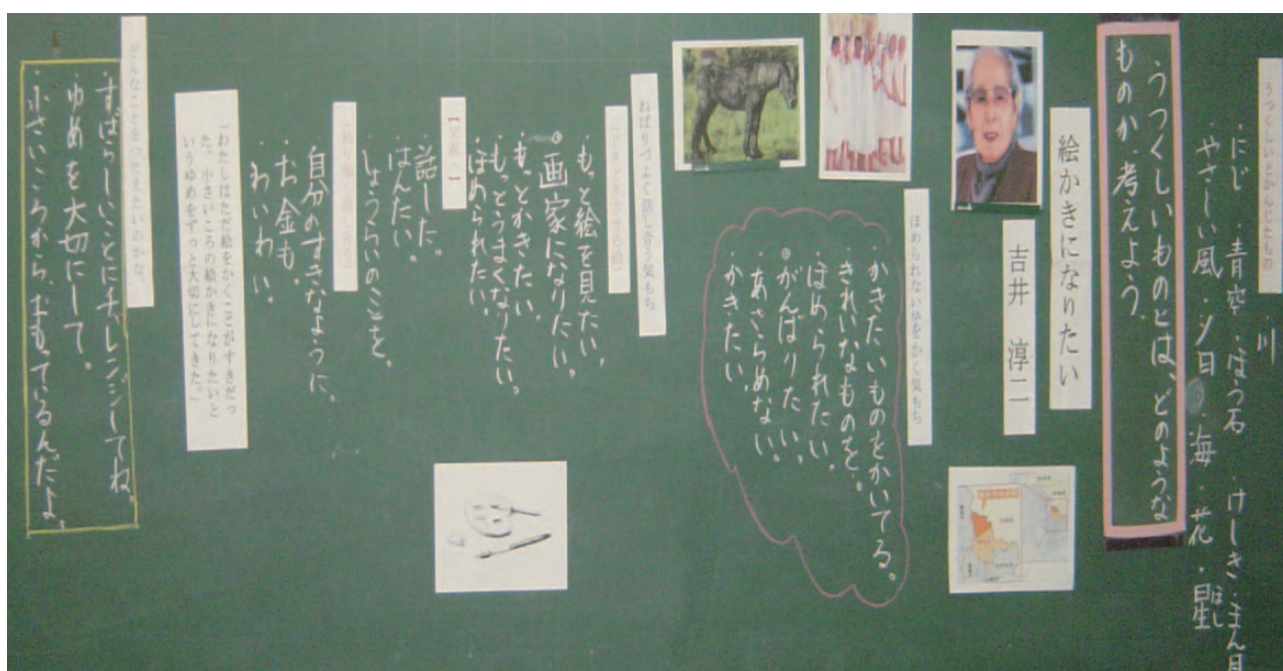 うつくしいとかんじたもの
・川
・にじ・青空・ほう石・けしき・まん月
・やさしい風・夕日・海・花・星
ほし
うつくしいものとは、どのような
ものか、考えよう。
絵かきになりたい
吉井 淳二
ほめられない仏をかく気もち
・かきたいものをかいてる。
・きれいなものを。
・ほめられたい。
◎がんばりたい。
・あきらめない。
・かきたい。
ねばりづよく話し合う気もち
・もっと絵を見たい。
◎画家になりたい。
・もっとかきたい。
・もっとうまくなりたい。
・ほめられたい。
【父親へ】
・話した。
・はんたい
しょうらいのことを。
自分のすきなように。
・お金も。
・わいわい。
「わたしはただ絵をかくことがすきだっ
た。小さいころの絵かきになりたいと
いうゆめをずっと大切にしてきた。」
どんなことをつたえたいのかな。
・すばらしいことにチャレンジしてね。
・ゆめを大切にして。
・小さいころから、まもっているんだよ。